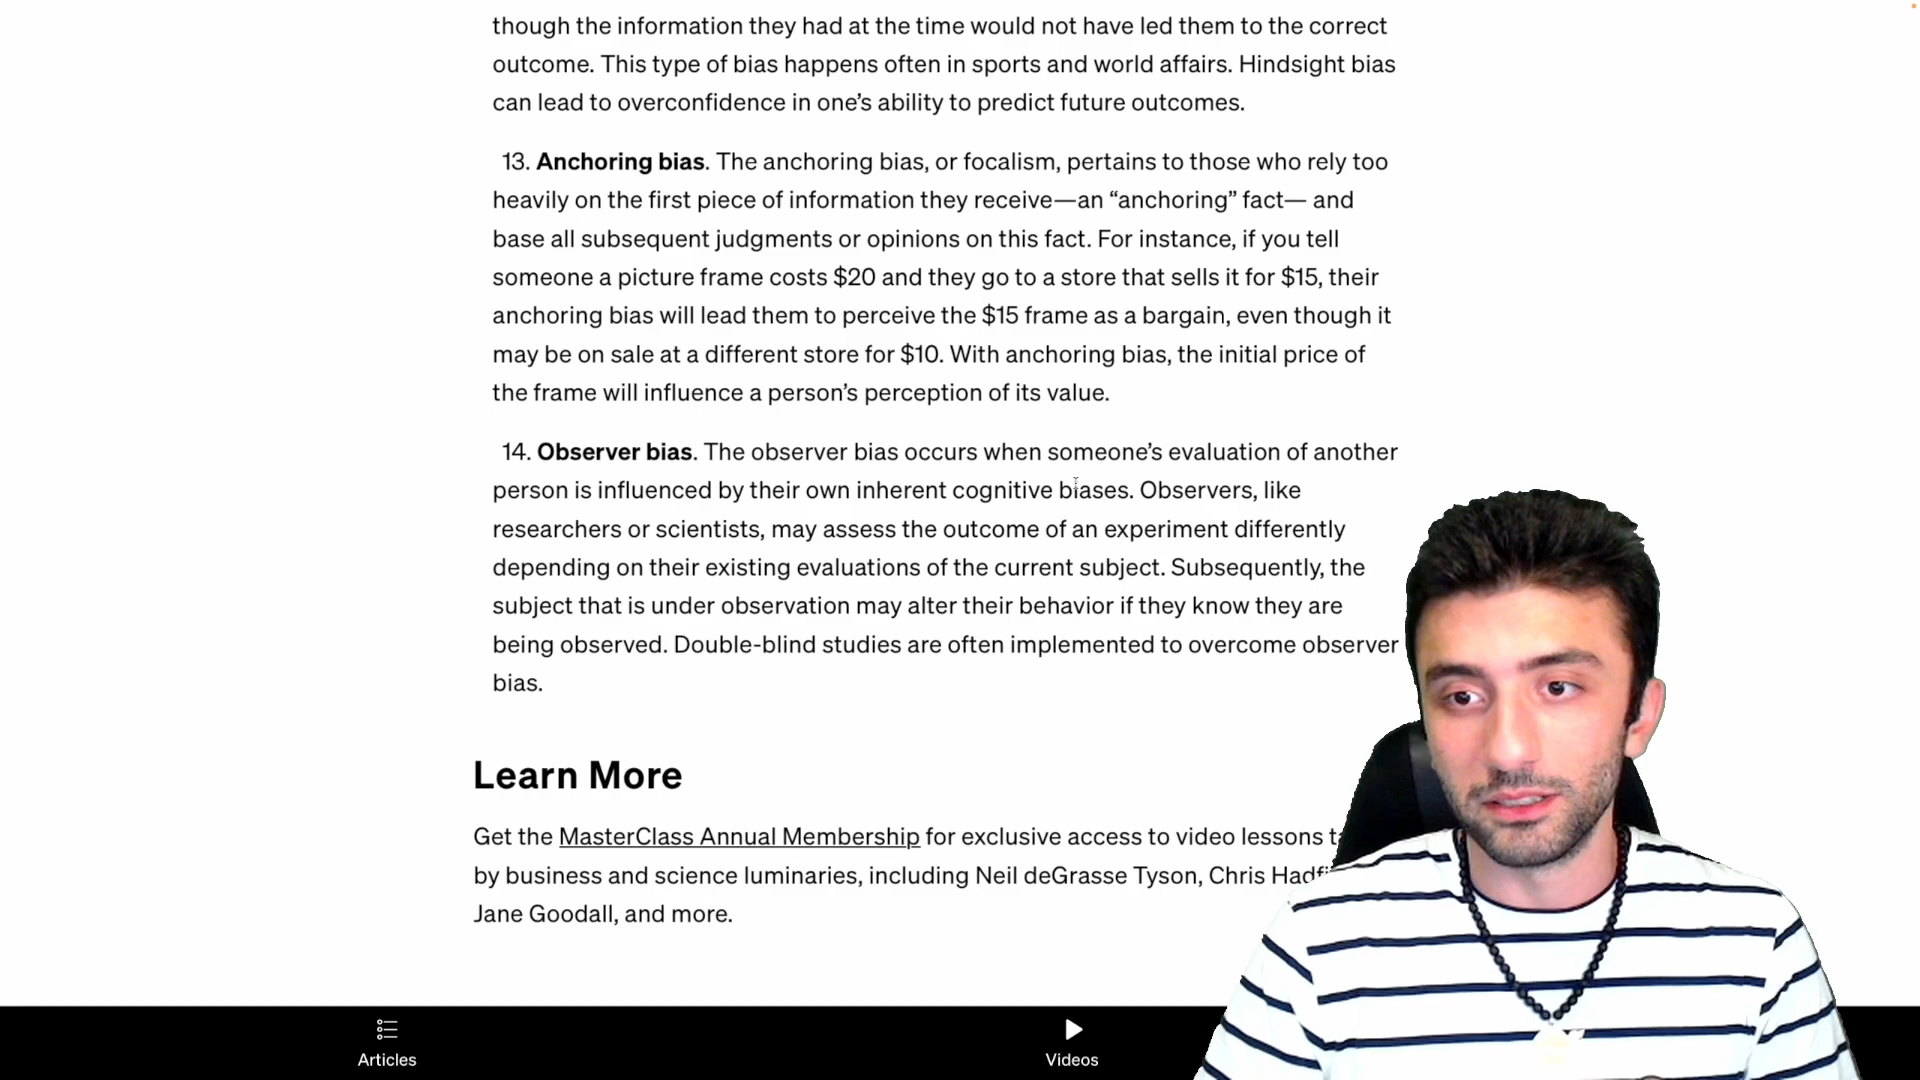 though the information they had at the time would not have led them to the correct
outcome. This type of bias happens often in sports and world affairs. Hindsight bias
can lead to overconfidence in one’s ability to predict future outcomes.
13. Anchoring bias. The anchoring bias, or focalism, pertains to those who rely too
heavily on the first piece of information they receive—an “anchoring” fact— and
base all subsequent judgments or opinions on this fact. For instance, if you tell
someone a picture frame costs $20 and they go to a store that sells it for $15, their
anchoring bias will lead them to perceive the $15 frame as a bargain, even though it
may be on sale at a different store for $10. With anchoring bias, the initial price of
the frame will influence a person’s perception of its value.
14. Observer bias. The observer bias occurs when someone’s evaluation of another
person is influenced by their own inherent cognitive biases. Observers, like
researchers or scientists, may assess the outcome of an experiment differently
depending on their existing evaluations of the current subject. Subsequently, the
subject that is under observation may alter their behavior if they know they are
being observed. Double-blind studies are often implemented to overcome observer
bias.
Learn More
Get the MasterClass Annual Membership for exclusive access to video lessons
by business and science luminaries, including Neil deGrasse Tyson, Chris
Jane Goodall, and more.
Articles
Videos